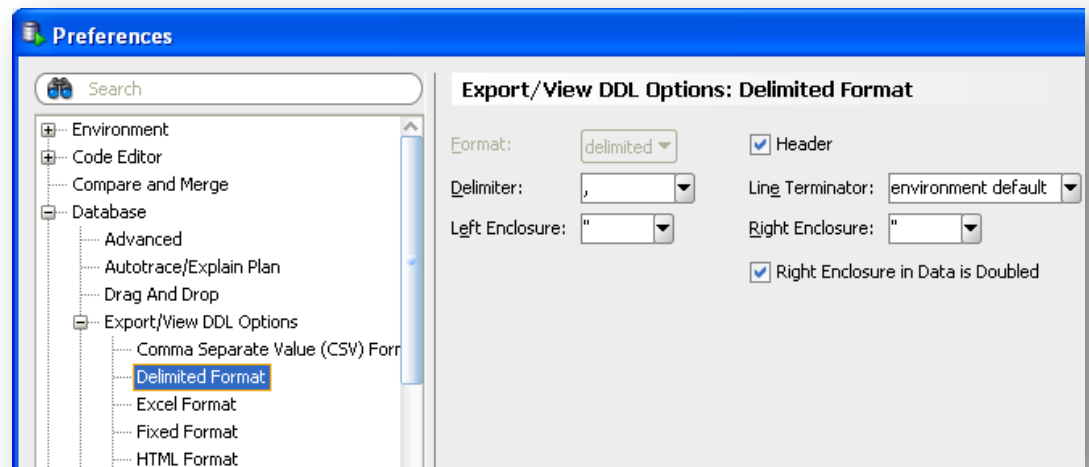 Preferences
Search
Environment
Code Editor
Compare and Merge
Database
Advanced
Autotrace/Explain Plan
Drag And Drop
Export/View DDL Options
Comma Separate Value (CSV) Forr
Delimited Format
Excel Format
Fixed Format
HTML Format
Export/View DDL Options: Delimited Format
Format: delimited Header
Delimiter: , Line Terminator: environment default
Left Enclosure: " Right Enclosure: "
Right Enclosure in Data is Doubled